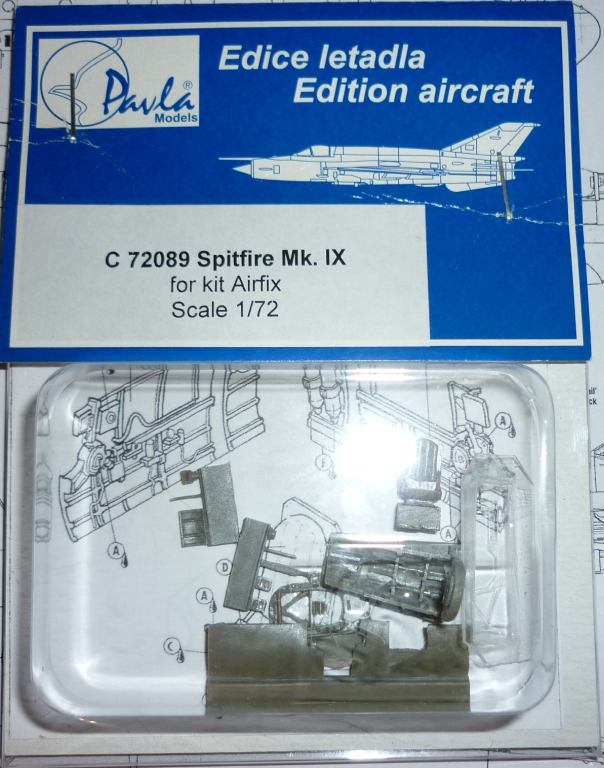 Edice letadla
Edition aircraft
Pavla®
Models
C 72089 Spitfire Mk. IX
for kit Airfix
Scale 1/72
A
F
A
A
D
A
C